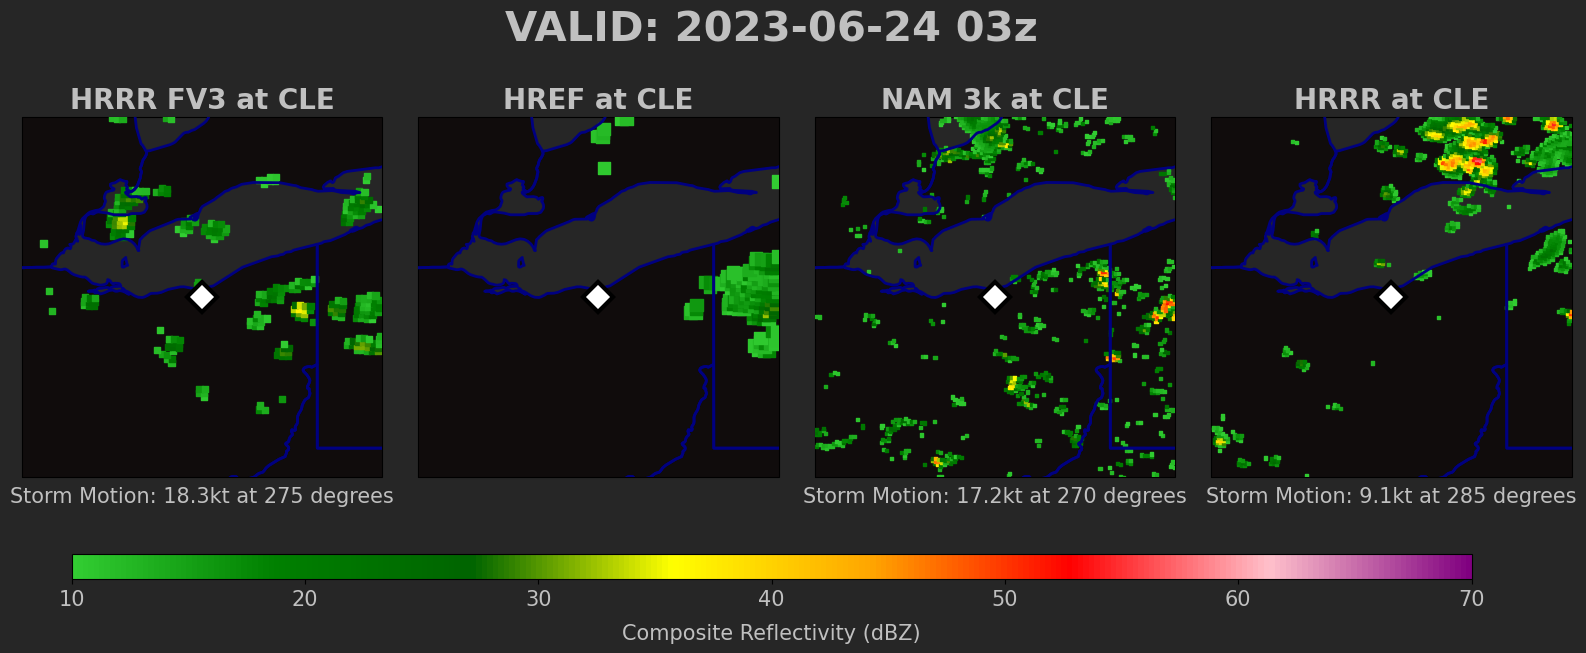 VALID: 2023-06-24 03z
HRRR FV3 at CLE
HREF at CLE
NAM 3k at CLE
HRRR at CLE
Storm Motion: 18.3kt at 275 degrees
Storm Motion: 17.2kt at 270 degrees
Storm Motion: 9.1kt at 285 degrees
10 20 30 40 50 60 70
Composite Reflectivity (dBZ)